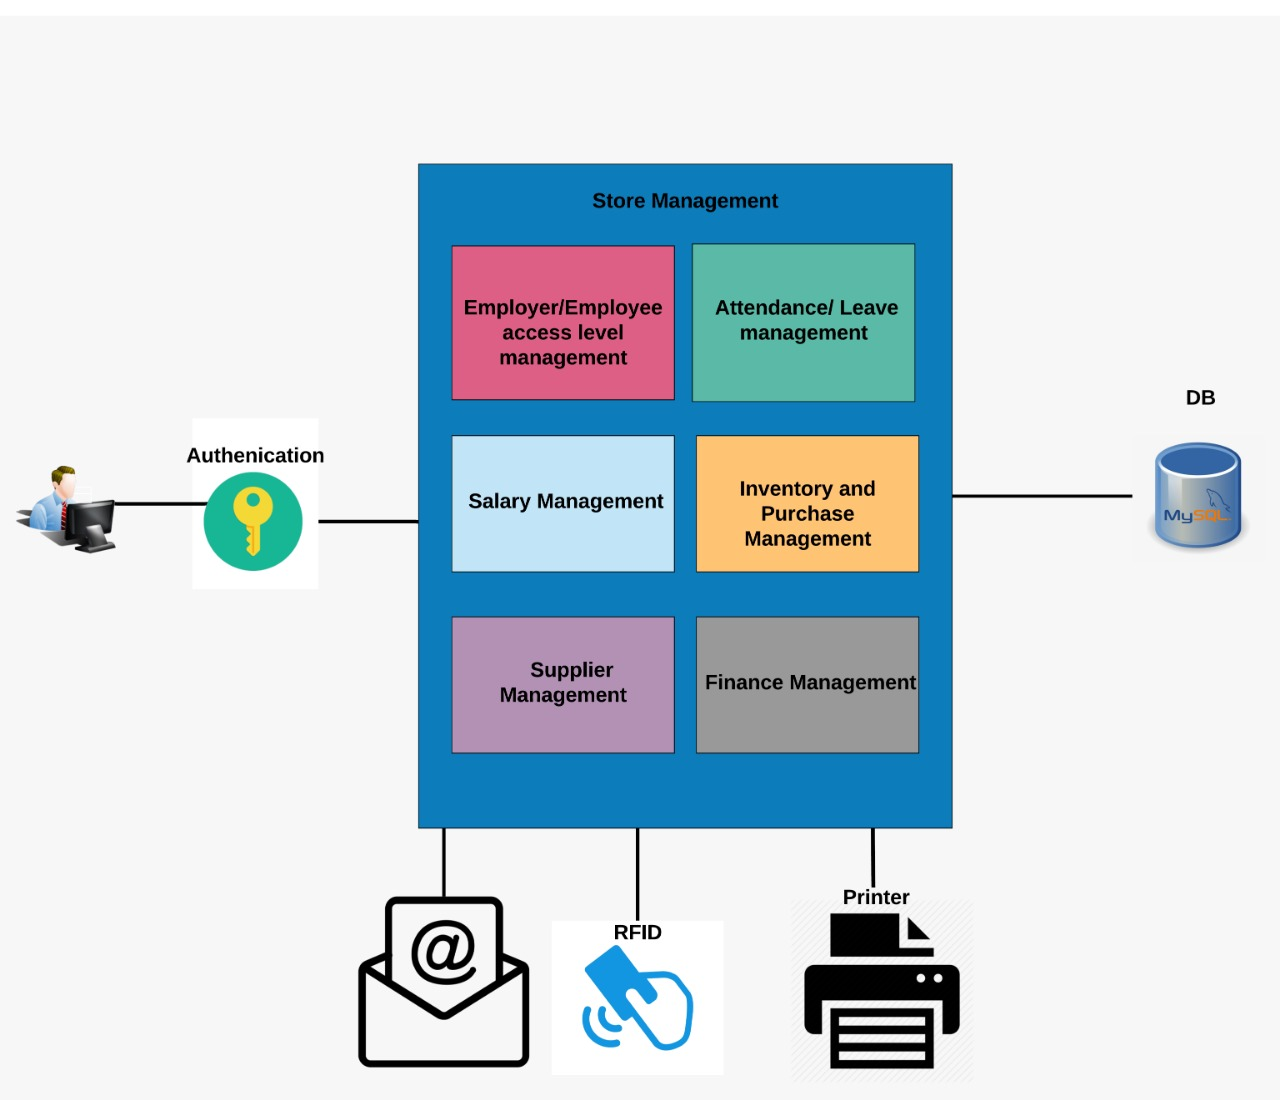 Store Management
Employer/Employee
access level
management
Attendance/ Leave
management
DB
Authenication
Salary Management
Inventory and
Purchase
Management
MySQL
Supplier
Management
Finance Management
Printer
RFID
@